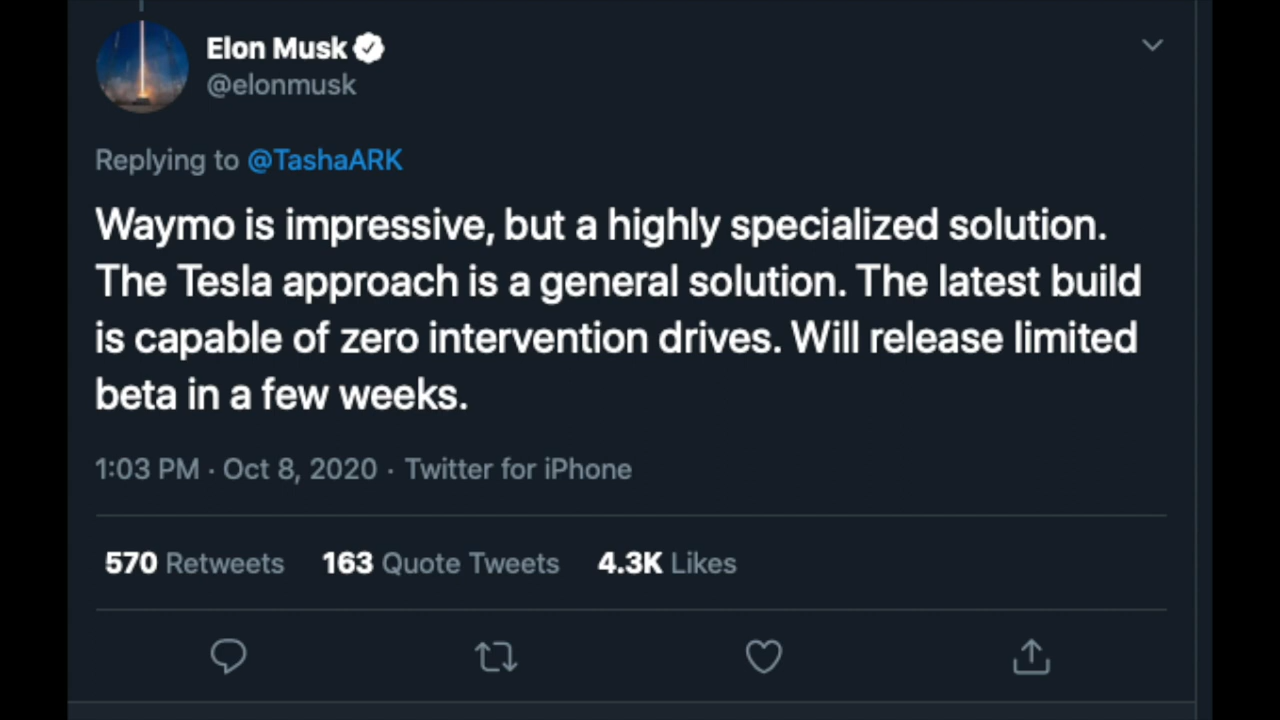 Elon Musk
@elonmusk
Replying to @TashaARK
Waymo is impressive, but a highly specialized solution.
The Tesla approach is a general solution. The latest build
is capable of zero intervention drives. Will release limited
beta in a few weeks.
1:03 PM · Oct 8, 2020 · Twitter for iPhone
570 Retweets 163 Quote Tweets 4.3K Likes